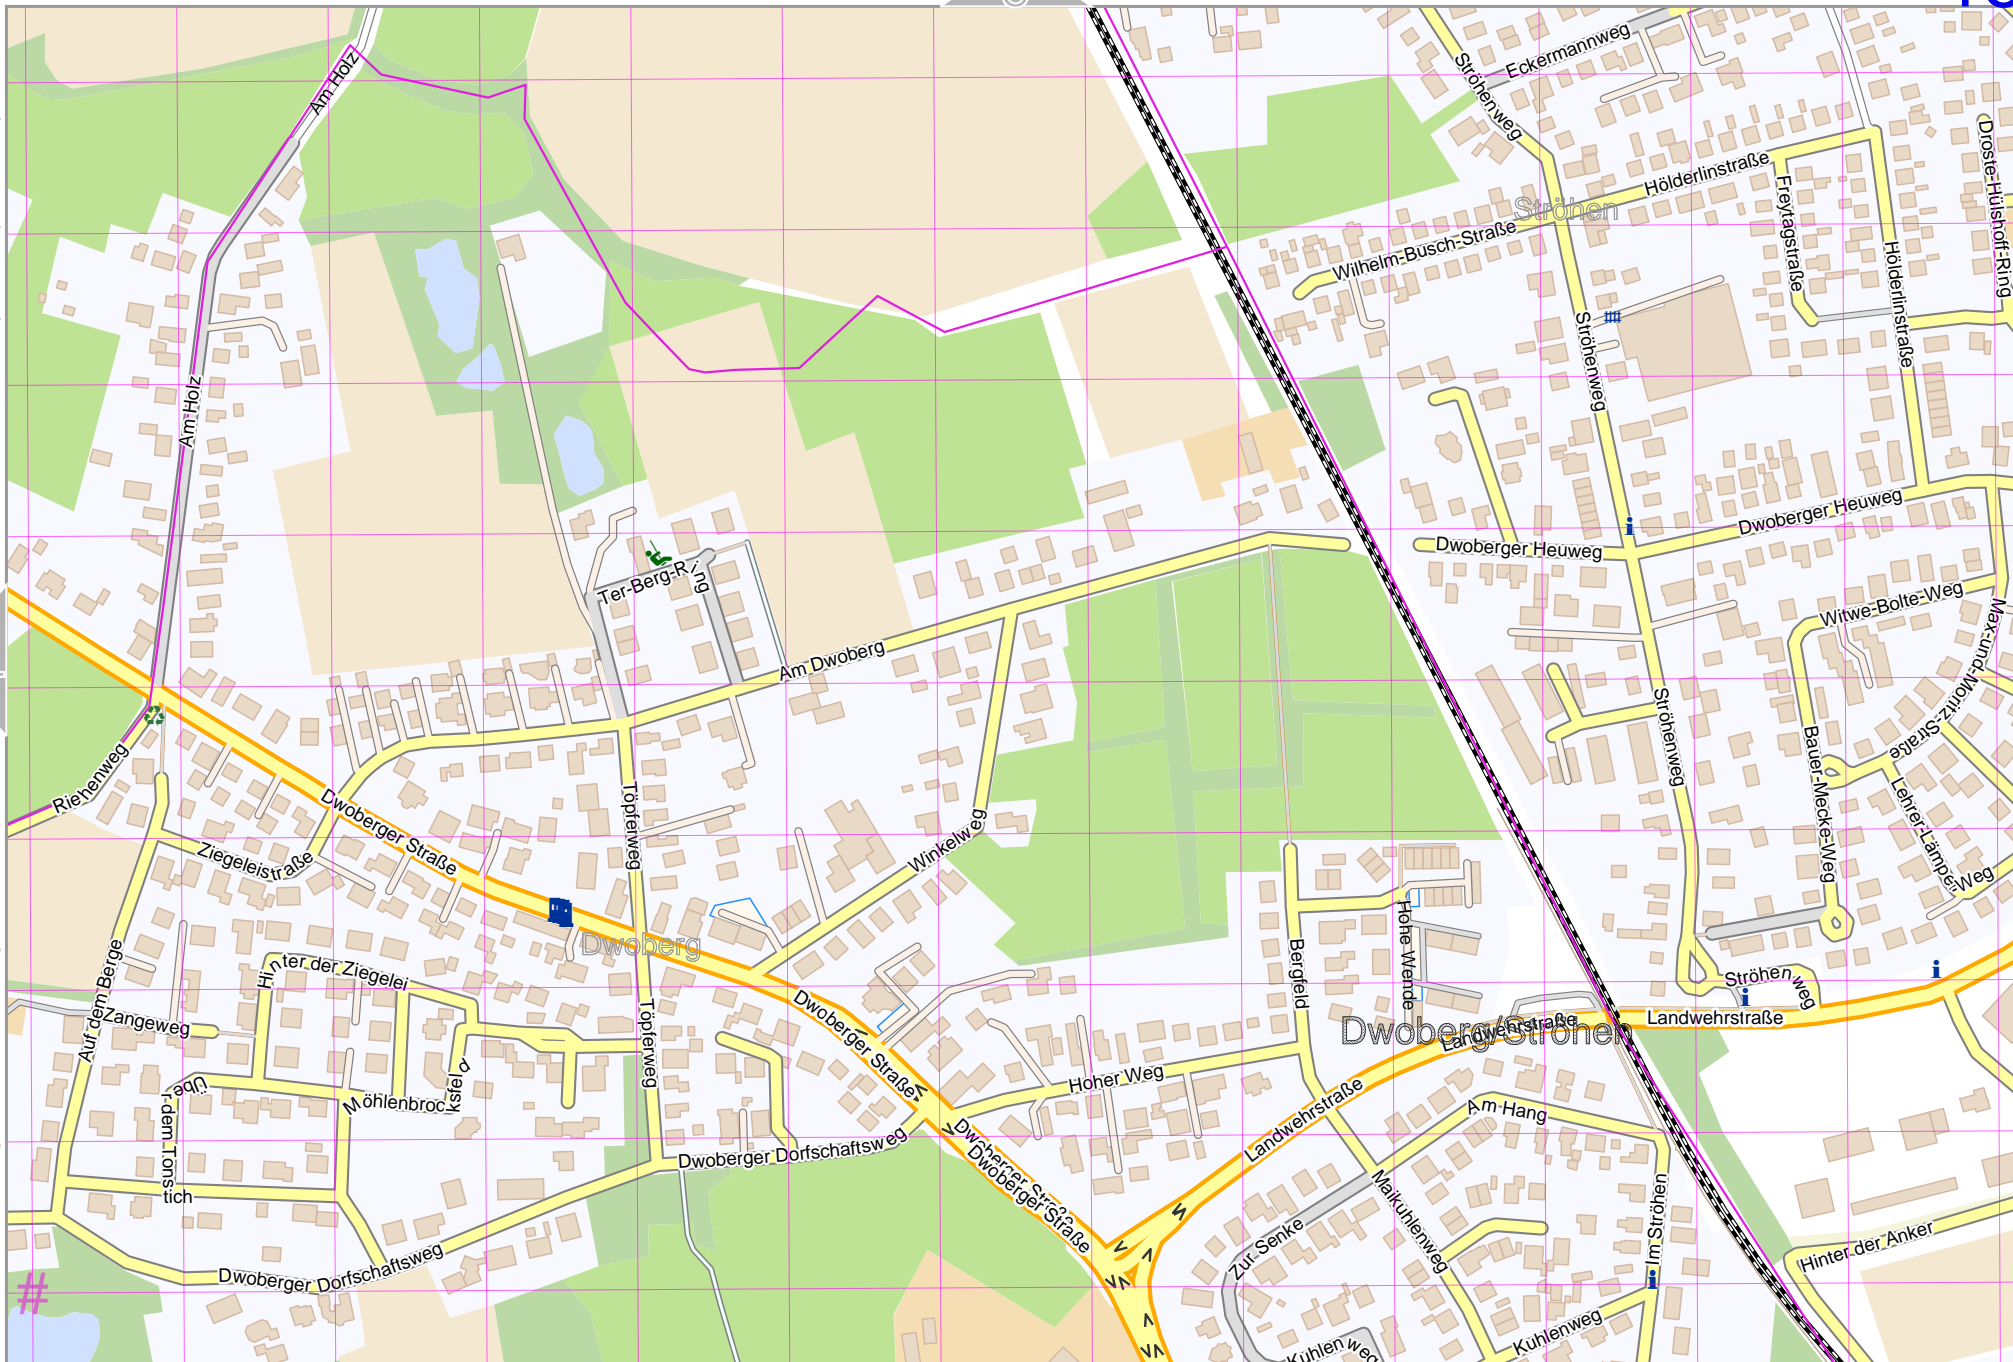 Am Holz
Ströhenweg
Eckermannweg
Hölderlinstraße
Droste-Hülshoff-Ring
Freytagstraße
Ströhen
Wilhelm-Busch-Straße
Hölderlinstraße
Ströhenweg
Am Holz
Dwoberger Heuweg
Dwoberger Heuweg
Ter-Berg-Ring
Witwe-Bolte-Weg
Max-und-Moritz-Straße
Am Dwoberg
Ströhenweg
Riehenweg
Dwoberger Straße
Töpferweg
Winkelweg
Bauer-Mecke-Weg
Lehrer-Lämpel-Weg
Ziegeleistraße
Dwoberg
Auf dem Berge
Hinter der Ziegelei
Bergfeld
Hohe Wende
Ströhenweg
Zangeweg
Töpferweg
Dwoberger Straße
Landwehrstraße
Landwehrstraße
Dwoberg/Ströhen
Hoher Weg
Über dem Tonstich
Möhlenbrocksfeld
Am Hang
Landwehrstraße
Dwoberger Dorfschaftsweg
Dwoberger Straße
Dwoberger Straße
Maikuhlenweg
Im Ströhen
Zur Senke
Hinter der Anker
Dwoberger Dorfschaftsweg
#
Kühlenweg
Kühlenweg